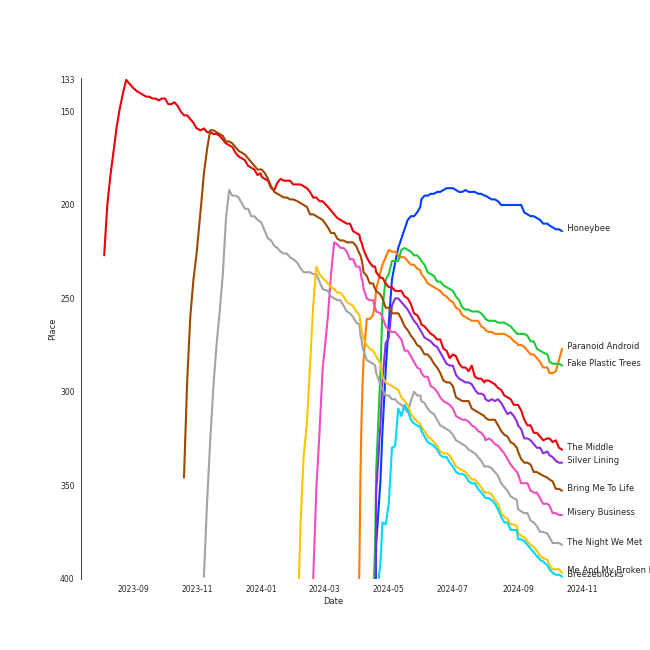 133
150
200
250
300
350
400
Place
2023-09
2023-11
2024-01
2024-03
2024-05
2024-07
2024-09
2024-11
Date
Honeybee
Paranoid Android
Fake Plastic Trees
The Middle
Silver Lining
Bring Me To Life
Misery Business
The Night We Met
Me And My Broken
Breezeblocks